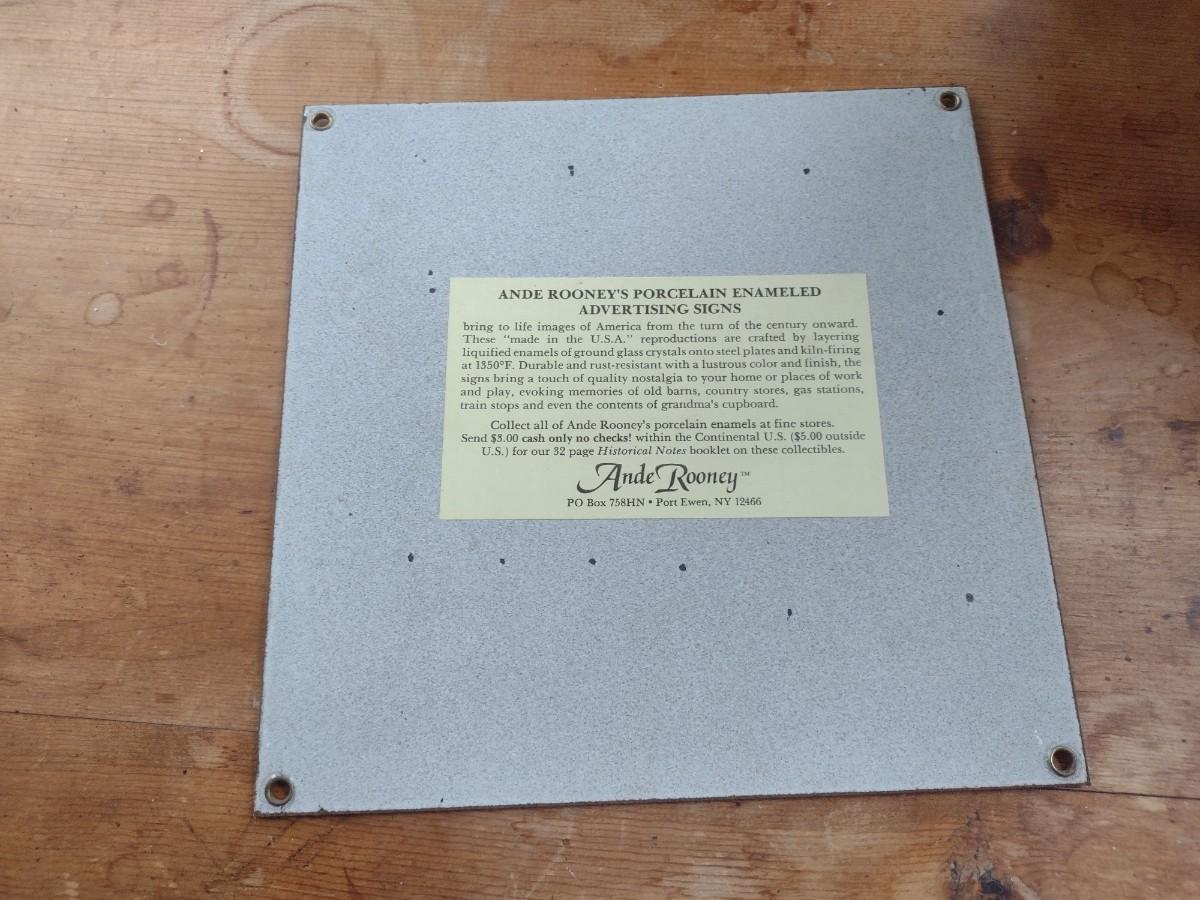 ANDE ROONEY'S PORCELAIN ENAMELED
ADVERTISING SIGNS
bring to life images of America from the turn of the century onward.
These "made in the U.S.A." reproductions are crafted by layering
liquified enamels of ground glass crystals onto steel plates and kiln-firing
at 1350°F. Durable and rust-resistant with a lustrous color and finish, the
signs bring a touch of quality nostalgia to your home or places of work
and play, evoking memories of old barns, country stores, gas stations,
train stops and even the contents of grandma's cupboard.
Collect all of Ande Rooney's porcelain enamels at fine stores.
Send $3.00 cash only no checks! within the Continental U.S. ($5.00 outside
U.S.) for our 32 page Historical Notes booklet on these collectibles.
Ande Rooney™
PO Box 758HN • Port Ewen, NY 12466